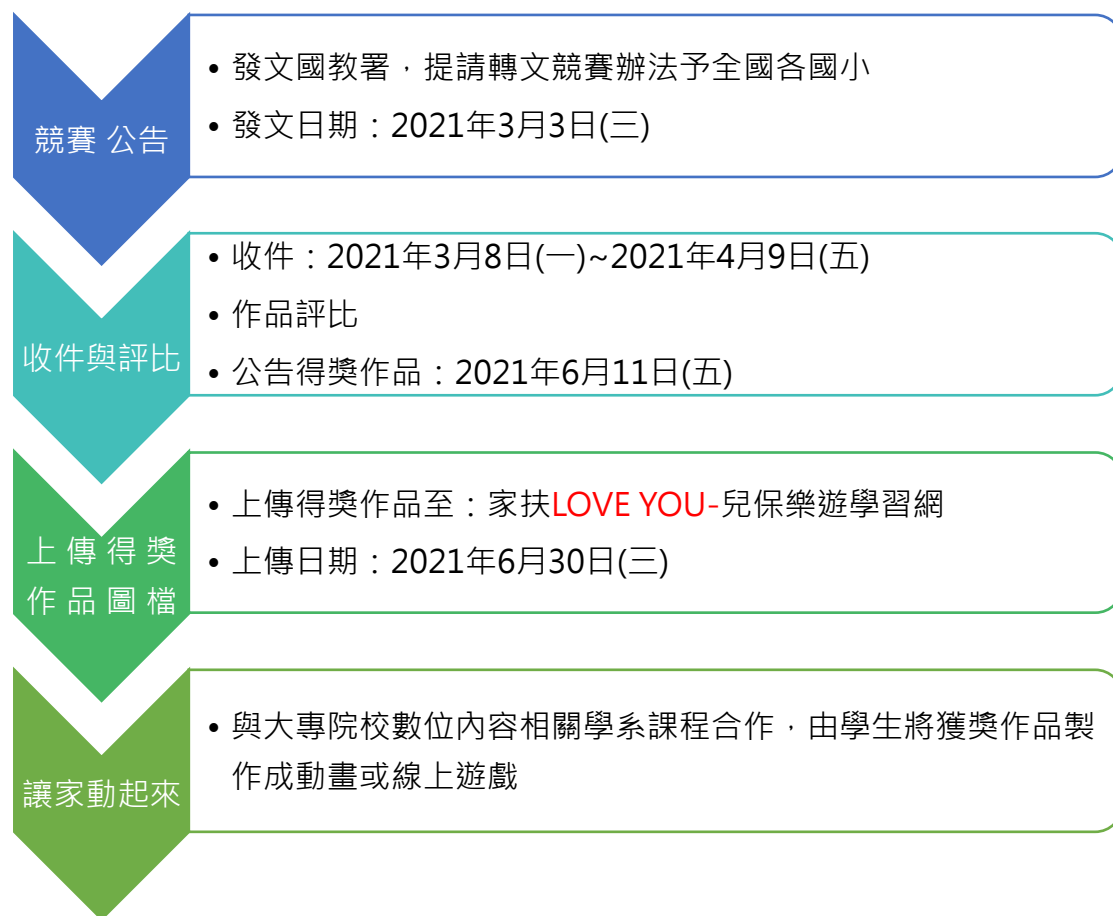 競賽 公告
• 發文國教署，提請轉文競賽辦法予全國各國小
• 發文日期：2021年3月3日(三)
收件與評比
• 收件：2021年3月8日(一)~2021年4月9日(五)
• 作品評比
• 公告得獎作品：2021年6月11日(五)
上傳得獎
作品圖檔
• 上傳得獎作品至：家扶LOVE YOU-兒保樂遊學習網
• 上傳日期：2021年6月30日(三)
讓家動起來
• 與大專院校數位內容相關學系課程合作，由學生將獲獎作品製
作成動畫或線上遊戲